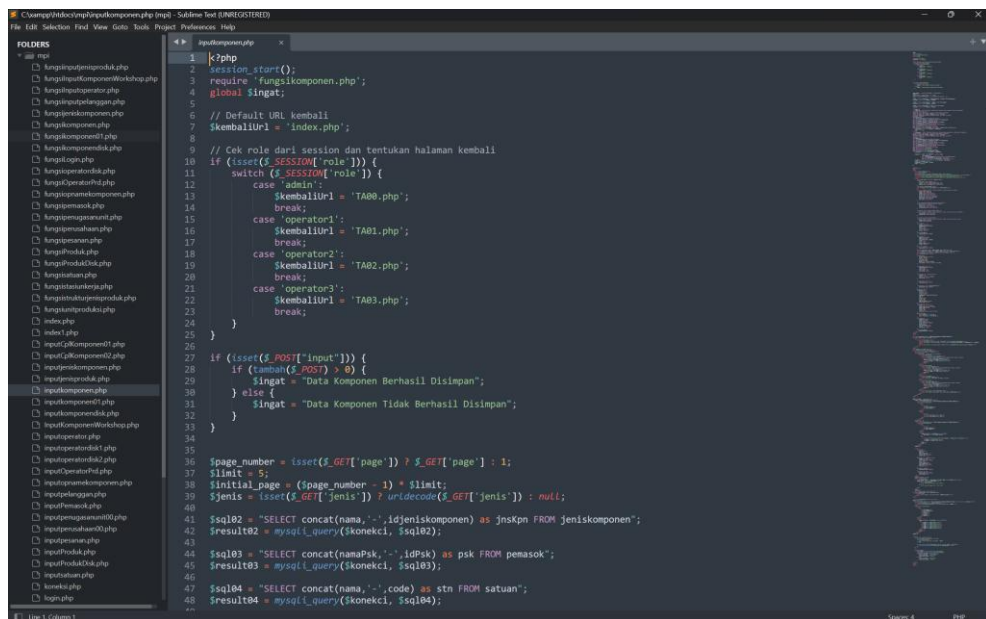 C:\xampp\htdocs\mpi\inputkomponen.php (mpi) - Sublime Text (UNREGISTERED)
File Edit Selection Find View Goto Tools Project Preferences Help
FOLDERS
mpi
fungsiinputjenisproduk.php
fungsiInputKomponenWorkshop.php
fungsiinputoperator.php
fungsiinputpelanggan.php
fungsijeniskomponen.php
fungsikomponen.php
fungsikomponen01.php
fungsikomponendisk.php
fungsiLogin.php
fungsioperatordisk.php
fungsiOperatorPrd.php
fungsiopnamekomponen.php
fungsipemasok.php
fungsipenugasanunit.php
fungsiperusahaan.php
fungsipesanan.php
fungsiProduk.php
fungsiProdukDisk.php
fungsisatuan.php
fungsistasiunkerja.php
fungsistrukturjenisproduk.php
fungsiunitproduksi.php
index.php
index1.php
inputCplKomponen01.php
inputCplKomponen02.php
inputjeniskomponen.php
inputjenisproduk.php
inputkomponen.php
inputkomponen01.php
inputkomponendisk.php
InputKomponenWorkshop.php
inputoperator.php
inputoperatordisk1.php
inputoperatordisk2.php
inputOperatorPrd.php
inputopnamekomponen.php
inputpelanggan.php
inputPemasok.php
inputpenugasanunit00.php
inputperusahaan00.php
inputpesanan.php
inputProduk.php
inputProdukDisk.php
inputsatuan.php
koneksi.php
login.php
inputkomponen.php
1 <?php
2 session_start();
3 require 'fungsikomponen.php';
4 global $ingat;
5
6 // Default URL kembali
7 $kembaliUrl = 'index.php';
8
9 // Cek role dari session dan tentukan halaman kembali
10 if (isset($_SESSION['role'])) {
11 switch ($_SESSION['role']) {
12 case 'admin':
13 $kembaliUrl = 'TA00.php';
14 break;
15 case 'operator1':
16 $kembaliUrl = 'TA01.php';
17 break;
18 case 'operator2':
19 $kembaliUrl = 'TA02.php';
20 break;
21 case 'operator3':
22 $kembaliUrl = 'TA03.php';
23 break;
24 }
25 }
26
27 if (isset($_POST["input"])) {
28 if (tambah($_POST) > 0) {
29 $ingat = "Data Komponen Berhasil Disimpan";
30 } else {
31 $ingat = "Data Komponen Tidak Berhasil Disimpan";
32 }
33 }
34
35
36 $page_number = isset($_GET['page']) ? $_GET['page'] : 1;
37 $limit = 5;
38 $initial_page = ($page_number - 1) * $limit;
39 $jenis = isset($_GET['jenis']) ? urldecode($_GET['jenis']) : null;
40
41 $sql02 = "SELECT concat(nama,'-',idjeniskomponen) as jnsKpn FROM jeniskomponen";
42 $result02 = mysqli_query($konekci, $sql02);
43
44 $sql03 = "SELECT concat(namaPsk,'-',idPsk) as psk FROM pemasok";
45 $result03 = mysqli_query($konekci, $sql03);
46
47 $sql04 = "SELECT concat(nama,'-',code) as stn FROM satuan";
48 $result04 = mysqli_query($konekci, $sql04);
Line 1, Column 1
Spaces: 4
PHP